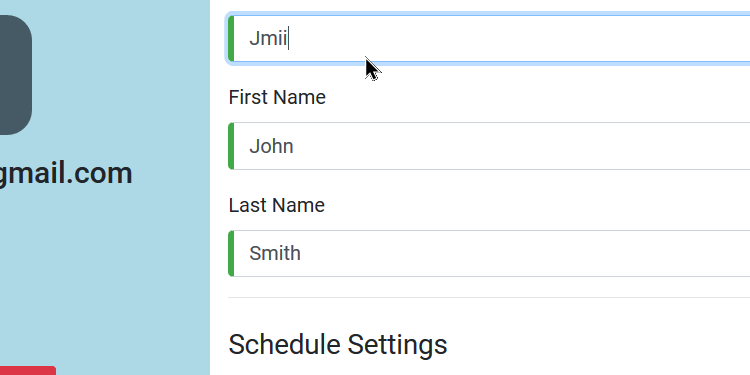 Jmii
First Name
John
gmail.com
Last Name
Smith
Schedule Settings